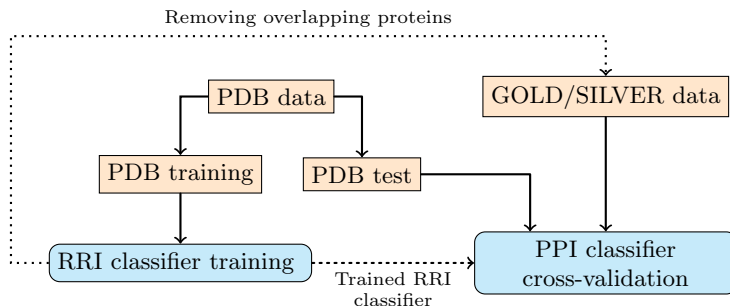 Removing overlapping proteins
PDB data
GOLD/SILVER data
PDB training
PDB test
RRI classifier training
Trained RRI
classifier
PPI classifier
cross-validation